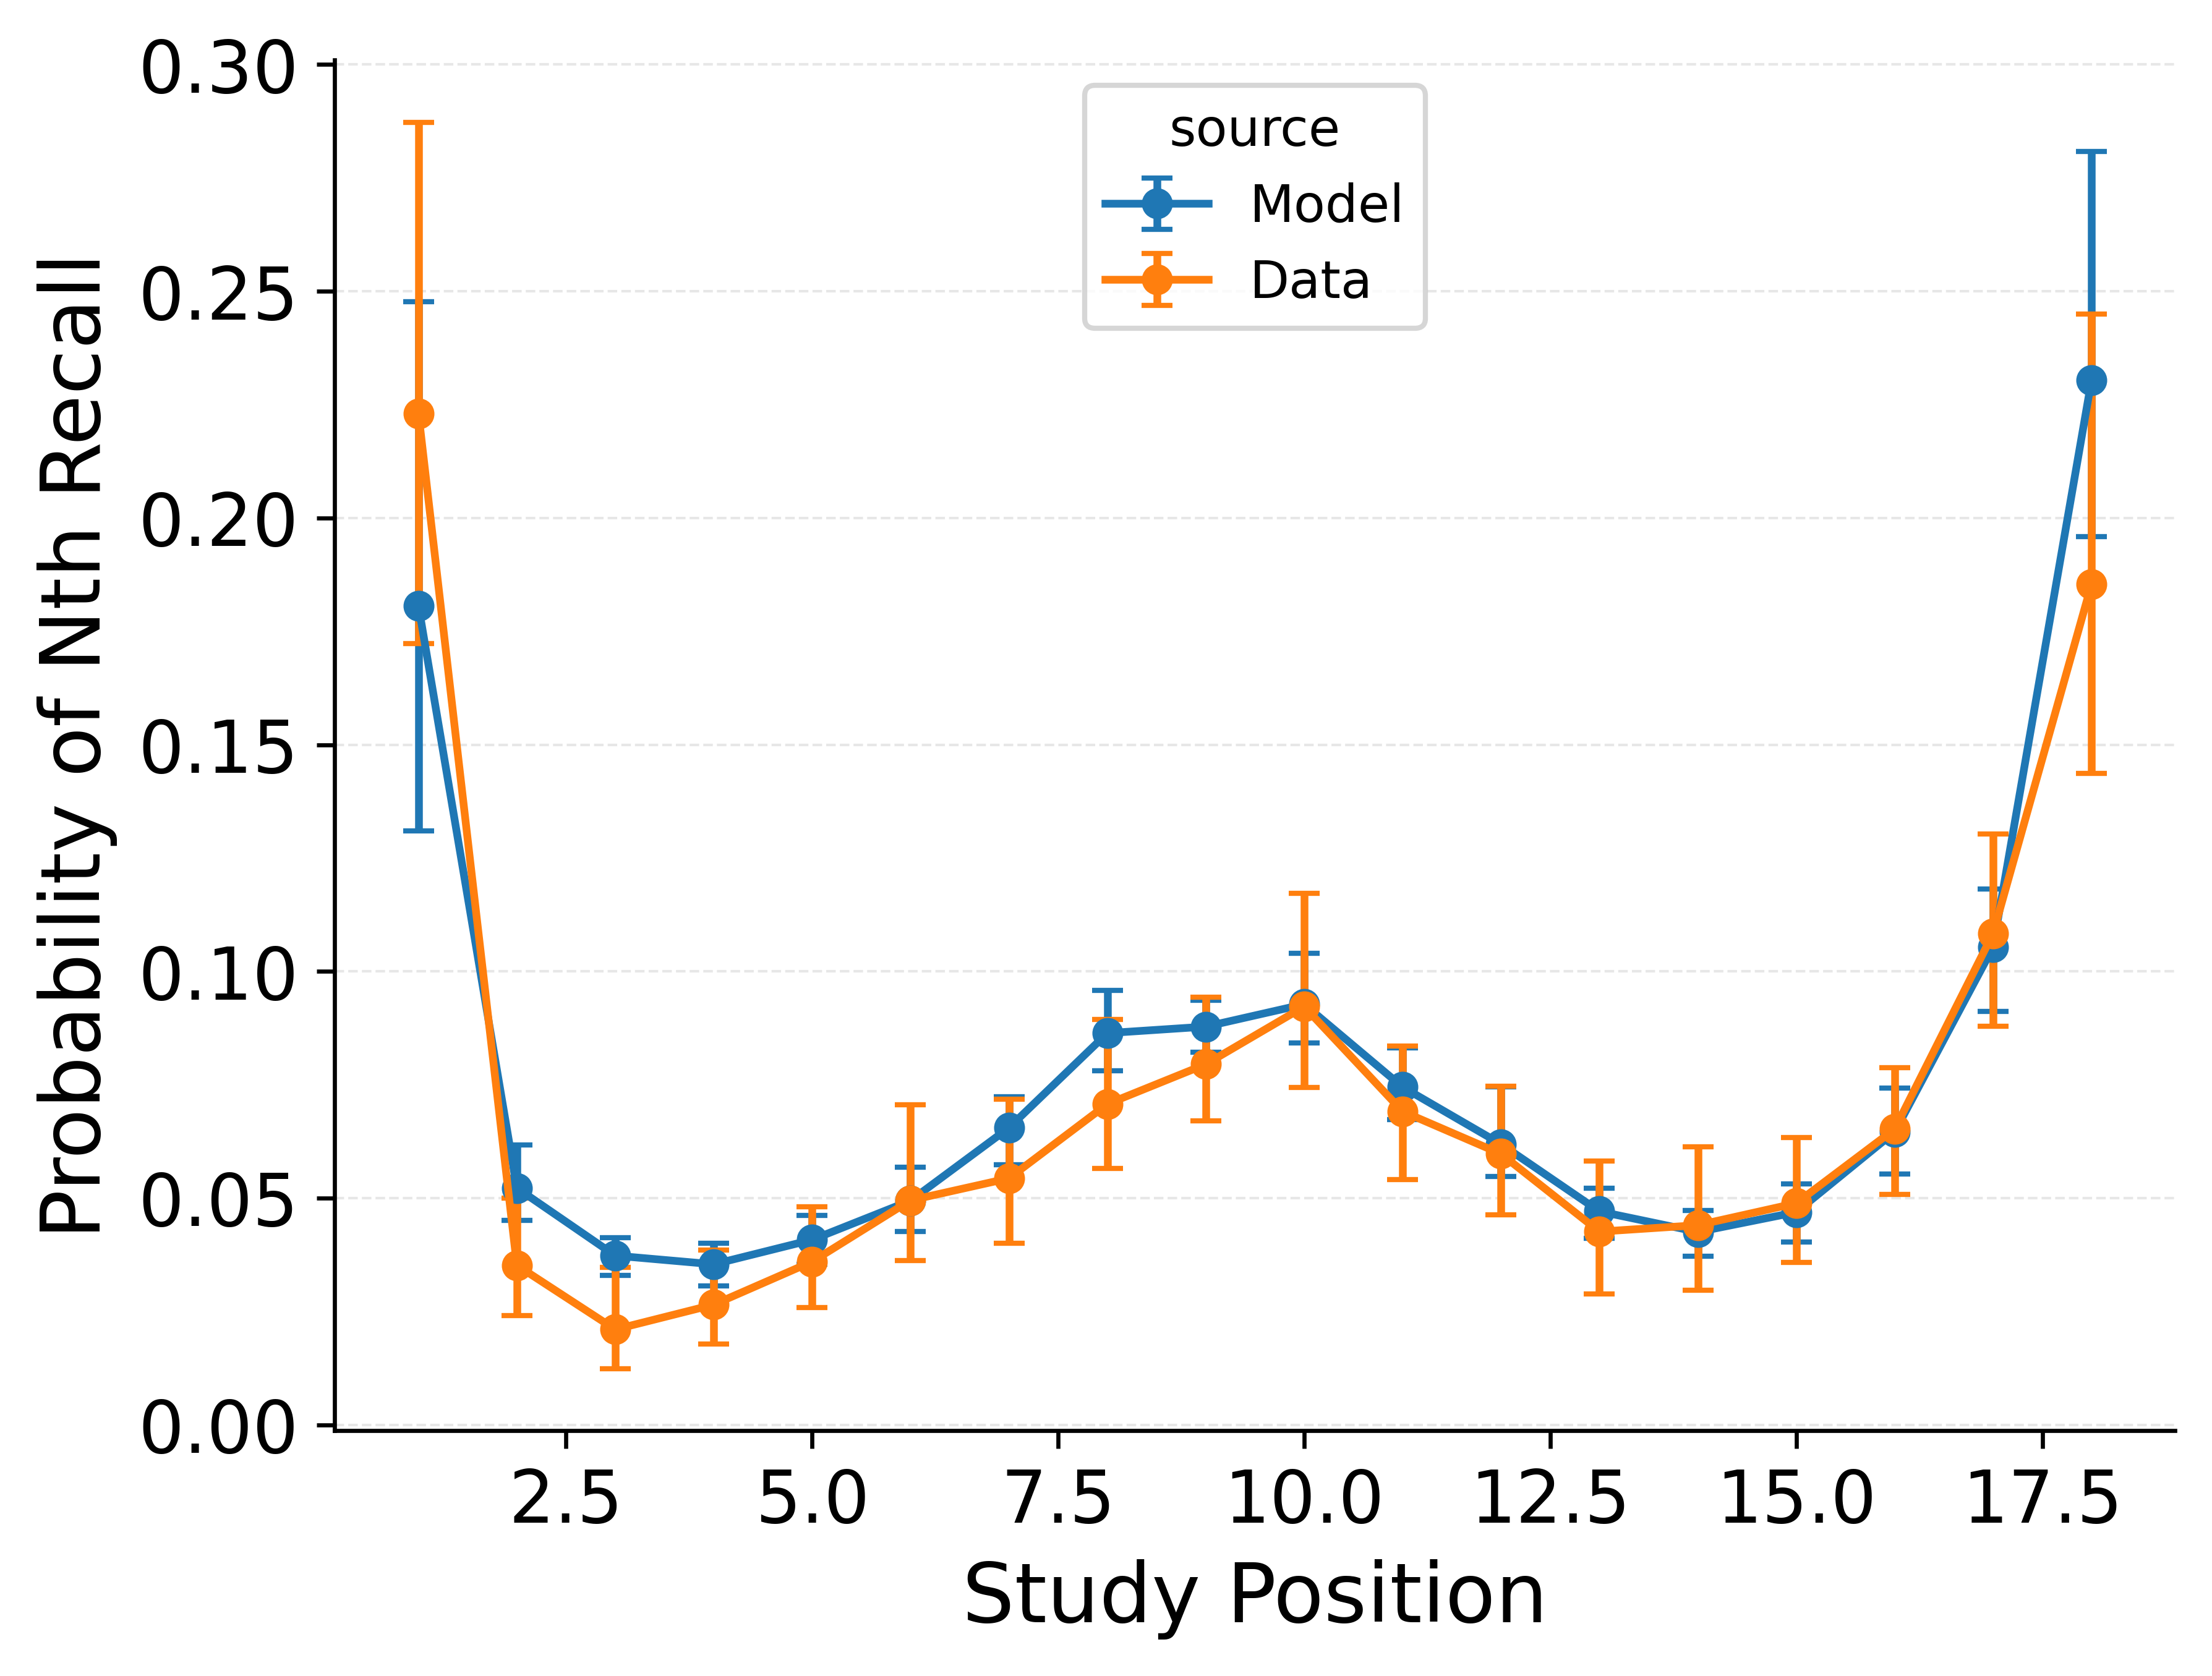 Probability of Nth Recall
0.30
0.25
0.20
0.15
0.10
0.05
0.00
source
Model
Data
2.5 5.0 7.5 10.0 12.5 15.0 17.5
Study Position